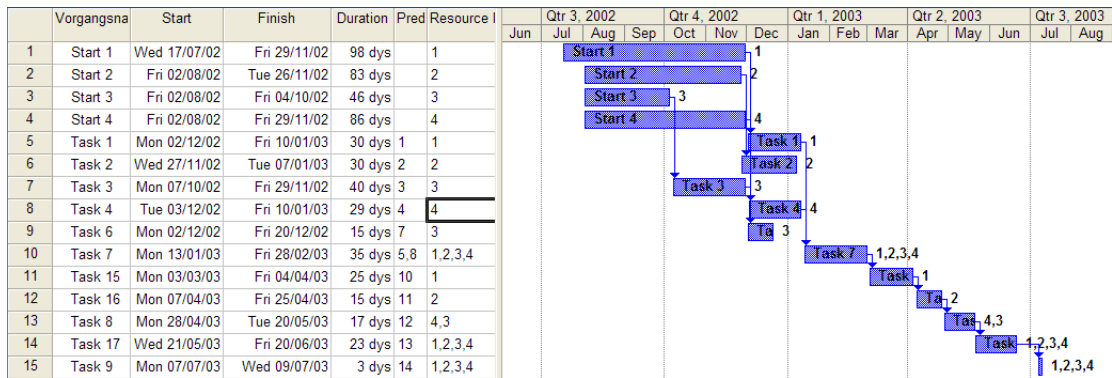 Vorgangsna Start Finish Duration Pred Resource I Qtr 3, 2002 Qtr 4, 2002 Qtr 1, 2003 Qtr 2, 2003 Qtr 3, 2003
Jun Jul Aug Sep Oct Nov Dec Jan Feb Mar Apr May Jun Jul Aug
1 Start 1 Wed 17/07/02 Fri 29/11/02 98 dys 1 Start 1 1
2 Start 2 Fri 02/08/02 Tue 26/11/02 83 dys 2 Start 2 2
3 Start 3 Fri 02/08/02 Fri 04/10/02 46 dys 3 Start 3 3
4 Start 4 Fri 02/08/02 Fri 29/11/02 86 dys 4 Start 4 4
5 Task 1 Mon 02/12/02 Fri 10/01/03 30 dys 1 1 Task 1 1
6 Task 2 Wed 27/11/02 Tue 07/01/03 30 dys 2 2 Task 2 2
7 Task 3 Mon 07/10/02 Fri 29/11/02 40 dys 3 3 Task 3 3
8 Task 4 Tue 03/12/02 Fri 10/01/03 29 dys 4 4 Task 4 4
9 Task 6 Mon 02/12/02 Fri 20/12/02 15 dys 7 3 Ta 3
10 Task 7 Mon 13/01/03 Fri 28/02/03 35 dys 5,8 1,2,3,4 Task 7 1,2,3,4
11 Task 15 Mon 03/03/03 Fri 04/04/03 25 dys 10 1 Task 1
12 Task 16 Mon 07/04/03 Fri 25/04/03 15 dys 11 2 Ta 2
13 Task 8 Mon 28/04/03 Tue 20/05/03 17 dys 12 4,3 Tas 4,3
14 Task 17 Wed 21/05/03 Fri 20/06/03 23 dys 13 1,2,3,4 Task 1,2,3,4
15 Task 9 Mon 07/07/03 Wed 09/07/03 3 dys 14 1,2,3,4 1,2,3,4